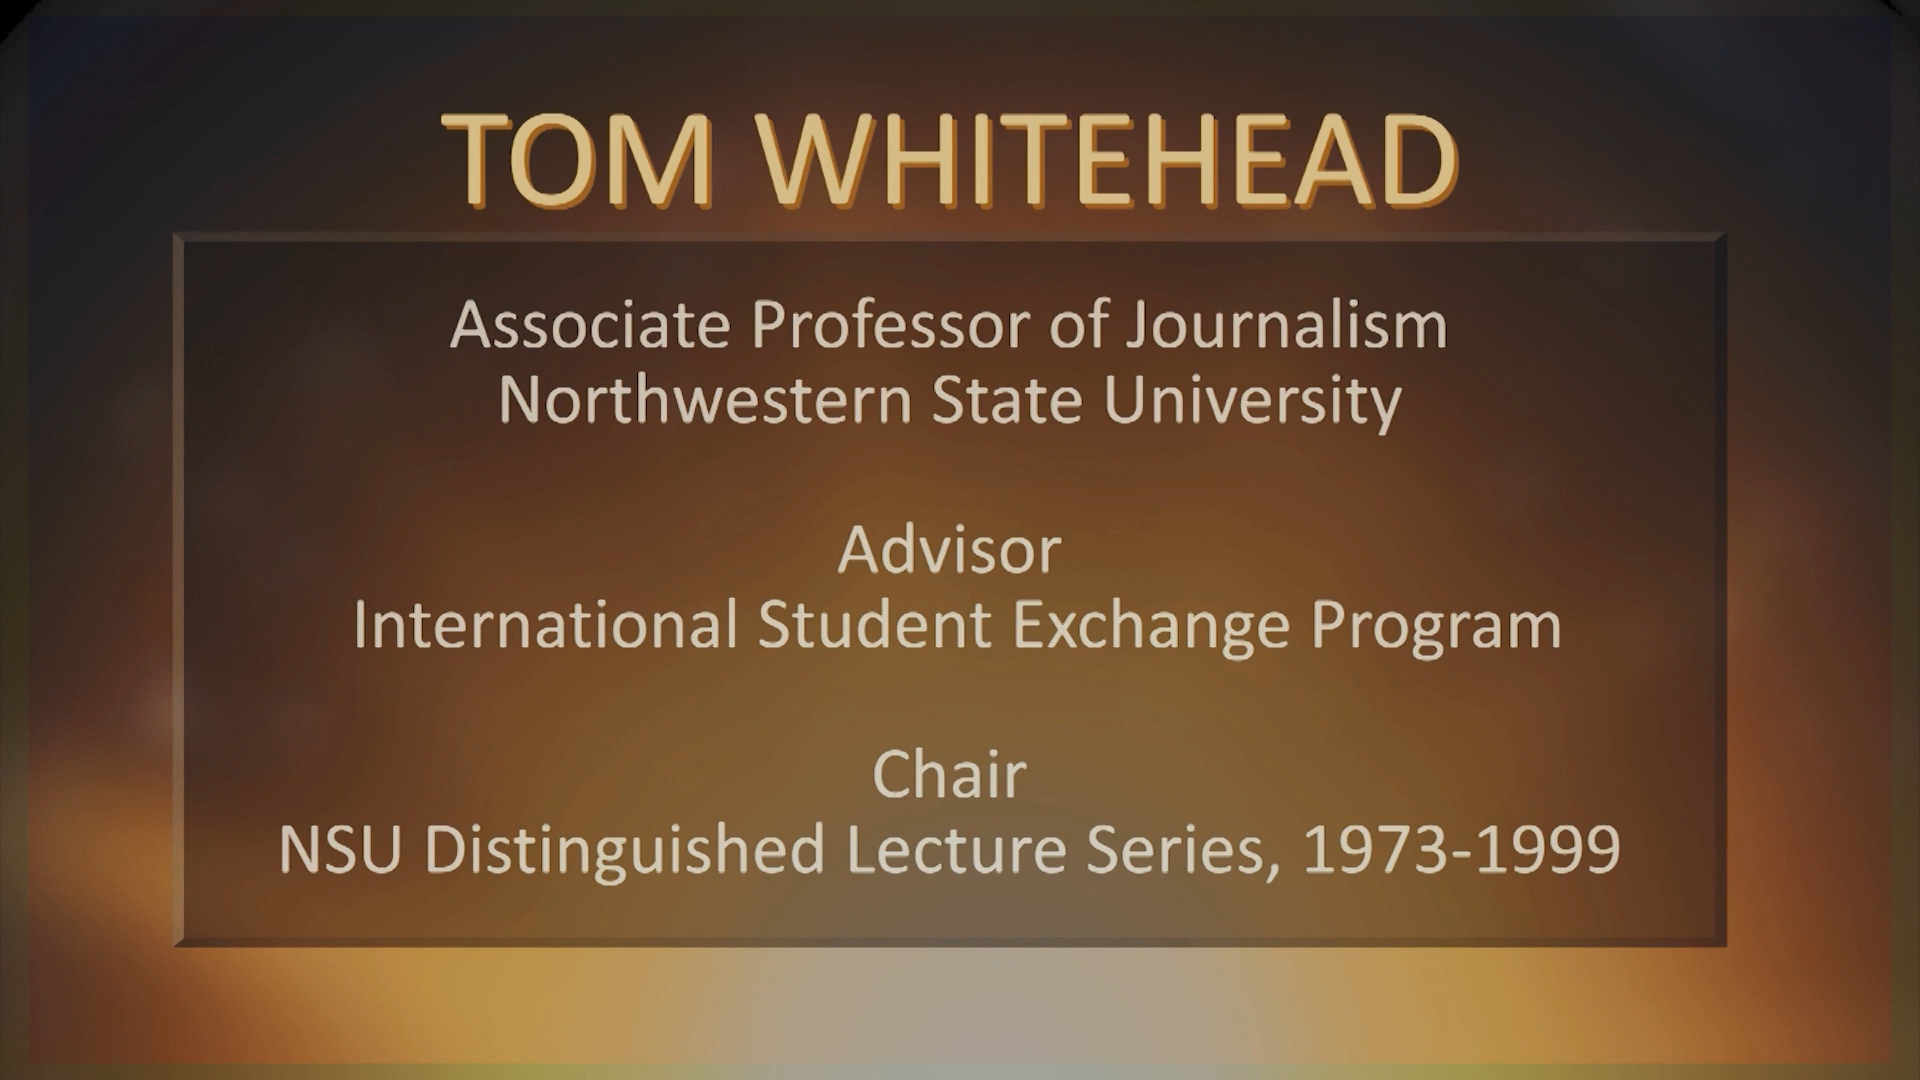 TOM WHITEHEAD
Associate Professor of Journalism
Northwestern State University
Advisor
International Student Exchange Program
Chair
NSU Distinguished Lecture Series, 1973-1999